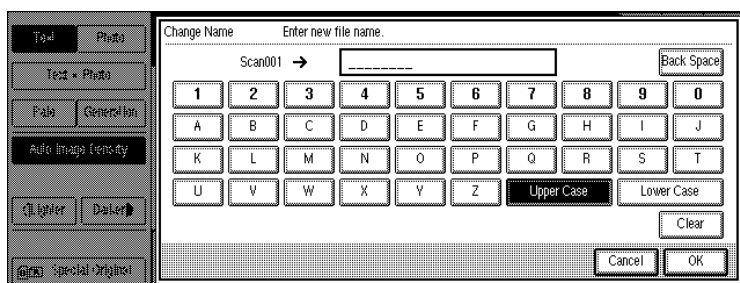 Text Photo
Text • Photo
Pale Generation
Auto Image Density
Lighter Darker
Special Original
Change Name Enter new file name.
Scan001 → ________
Back Space
1 2 3 4 5 6 7 8 9 0
A B C D E F G H I J
K L M N O P Q R S T
U V W X Y Z Upper Case Lower Case
Clear
Cancel OK